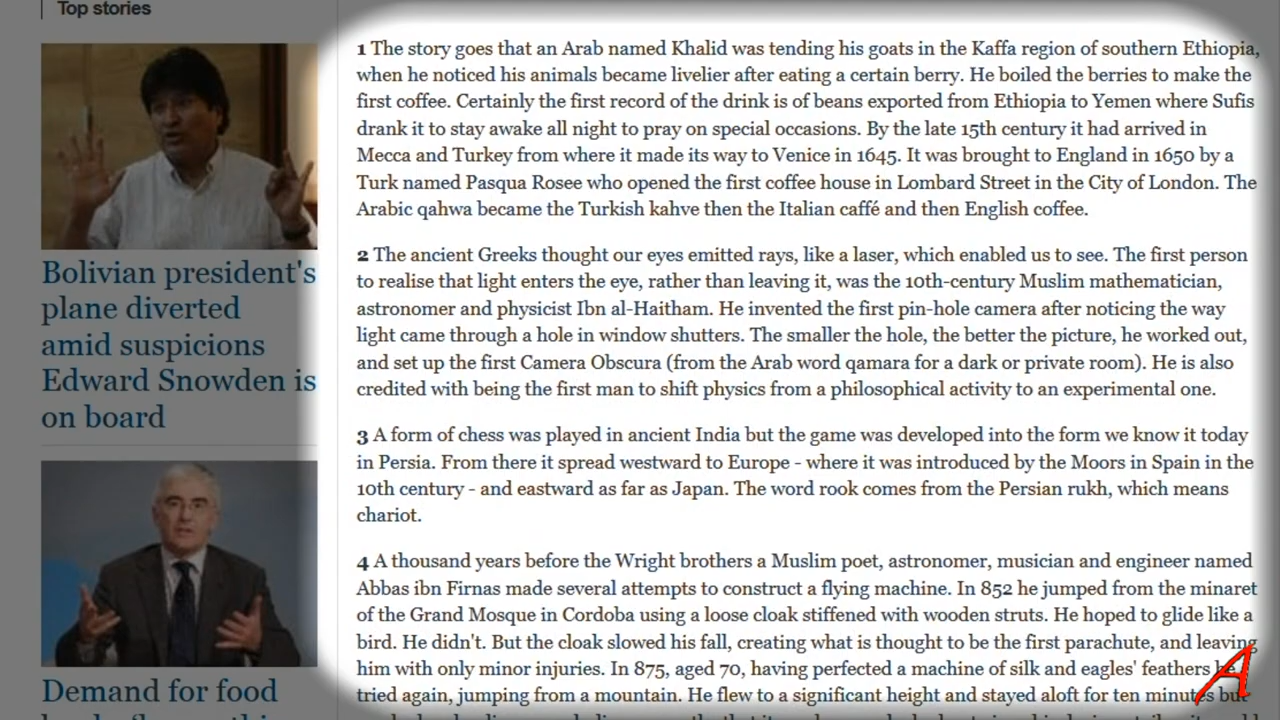 Top stories
Bolivian president's
plane diverted
amid suspicions
Edward Snowden is
on board
Demand for food
1 The story goes that an Arab named Khalid was tending his goats in the Kaffa region of southern Ethiopia,
when he noticed his animals became livelier after eating a certain berry. He boiled the berries to make the
first coffee. Certainly the first record of the drink is of beans exported from Ethiopia to Yemen where Sufis
drank it to stay awake all night to pray on special occasions. By the late 15th century it had arrived in
Mecca and Turkey from where it made its way to Venice in 1645. It was brought to England in 1650 by a
Turk named Pasqua Rosee who opened the first coffee house in Lombard Street in the City of London. The
Arabic qahwa became the Turkish kahve then the Italian caffé and then English coffee.
2 The ancient Greeks thought our eyes emitted rays, like a laser, which enabled us to see. The first person
to realise that light enters the eye, rather than leaving it, was the 10th-century Muslim mathematician,
astronomer and physicist Ibn al-Haitham. He invented the first pin-hole camera after noticing the way
light came through a hole in window shutters. The smaller the hole, the better the picture, he worked out,
and set up the first Camera Obscura (from the Arab word qamara for a dark or private room). He is also
credited with being the first man to shift physics from a philosophical activity to an experimental one.
3 A form of chess was played in ancient India but the game was developed into the form we know it today
in Persia. From there it spread westward to Europe - where it was introduced by the Moors in Spain in the
10th century - and eastward as far as Japan. The word rook comes from the Persian rukh, which means
chariot.
4 A thousand years before the Wright brothers a Muslim poet, astronomer, musician and engineer named
Abbas ibn Firnas made several attempts to construct a flying machine. In 852 he jumped from the minaret
of the Grand Mosque in Cordoba using a loose cloak stiffened with wooden struts. He hoped to glide like a
bird. He didn't. But the cloak slowed his fall, creating what is thought to be the first parachute, and leaving
him with only minor injuries. In 875, aged 70, having perfected a machine of silk and eagles' feathers he
tried again, jumping from a mountain. He flew to a significant height and stayed aloft for ten minutes but
A